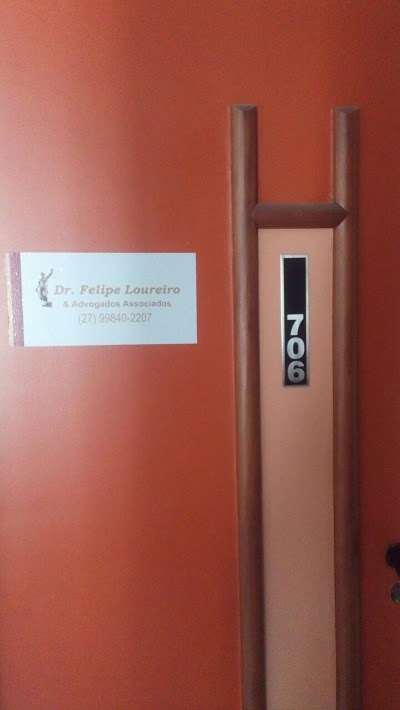 Dr. Felipe Loureiro
& Advogados Associados
(27) 99840-2207
706